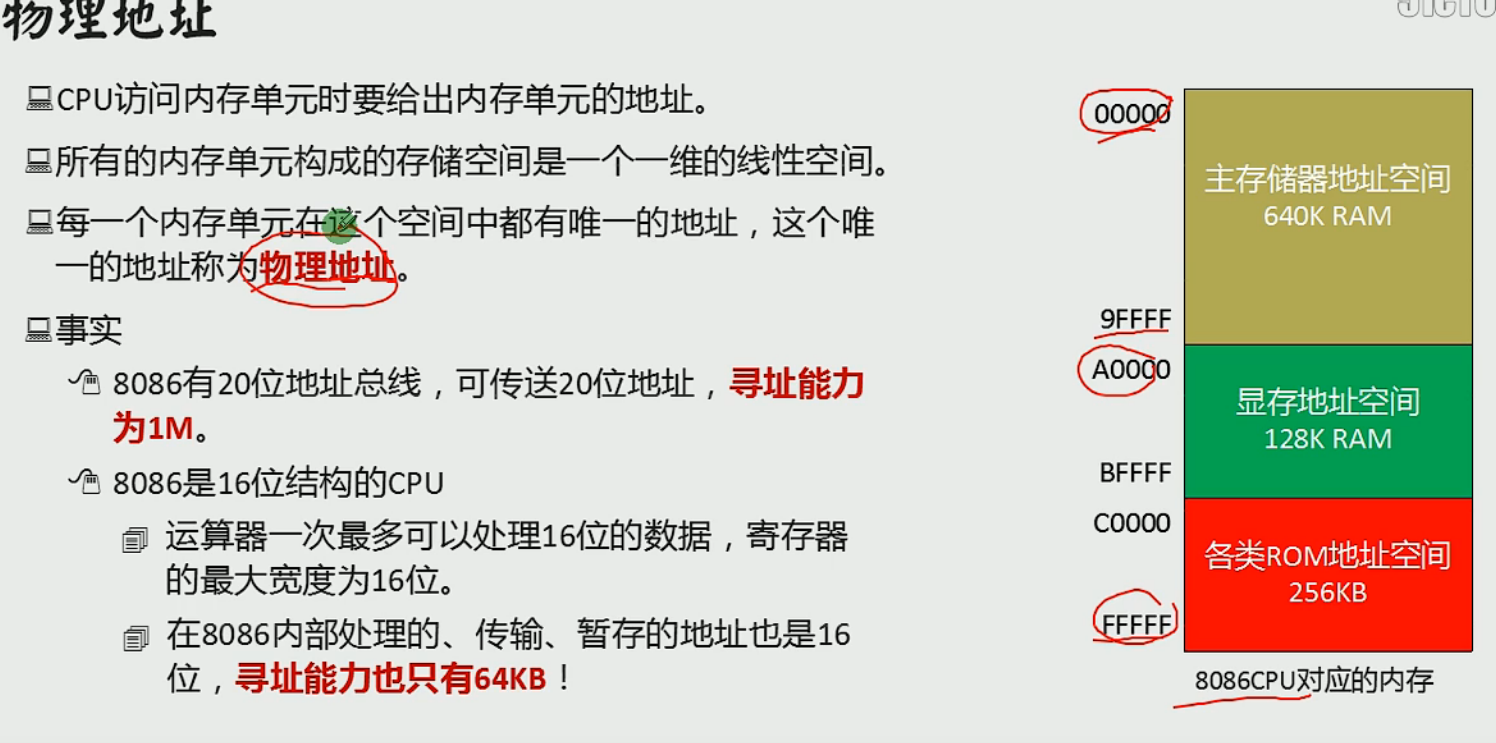 物理地址
CPU访问内存单元时要给出内存单元的地址。
所有的内存单元构成的存储空间是一个一维的线性空间。
每一个内存单元在这个空间中都有唯一的地址，这个唯
一的地址称为物理地址。
事实
8086有20位地址总线，可传送20位地址，寻址能力
为1M。
8086是16位结构的CPU
运算器一次最多可以处理16位的数据，寄存器
的最大宽度为16位。
在8086内部处理的、传输、暂存的地址也是16
位，寻址能力也只有64KB！
00000
主存储器地址空间
640K RAM
9FFFF
A0000
显存地址空间
128K RAM
BFFFF
C0000
各类ROM地址空间
256KB
FFFFF
8086CPU对应的内存